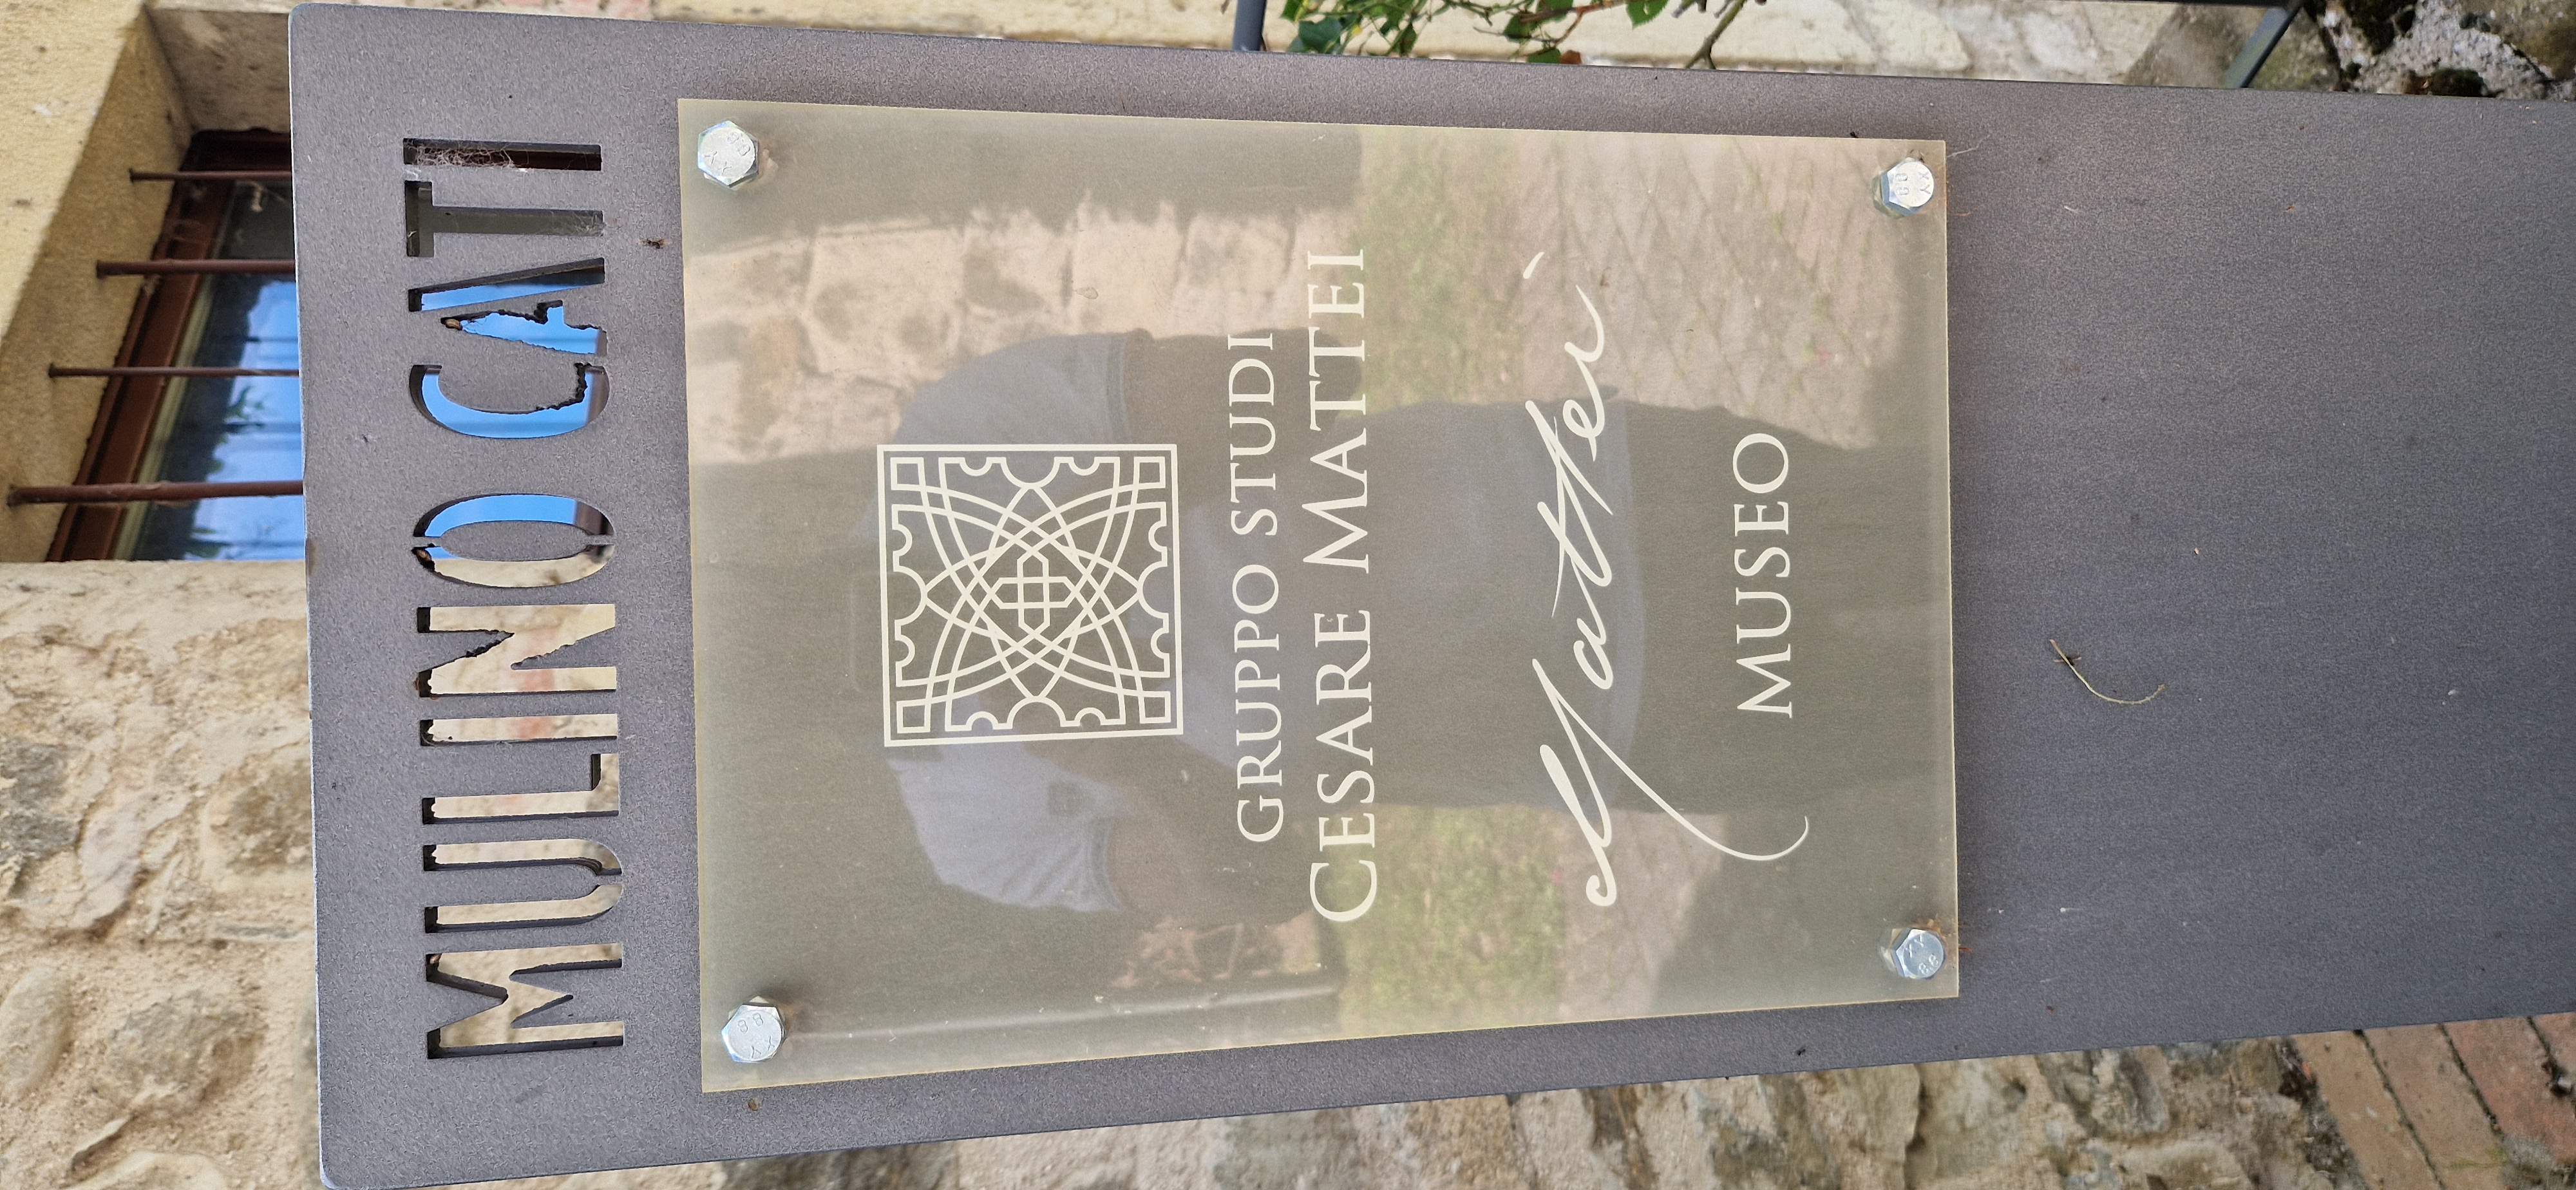 MULINO CATI
GRUPPO STUDI
CESARE MATTEI
Mattei
MUSEO